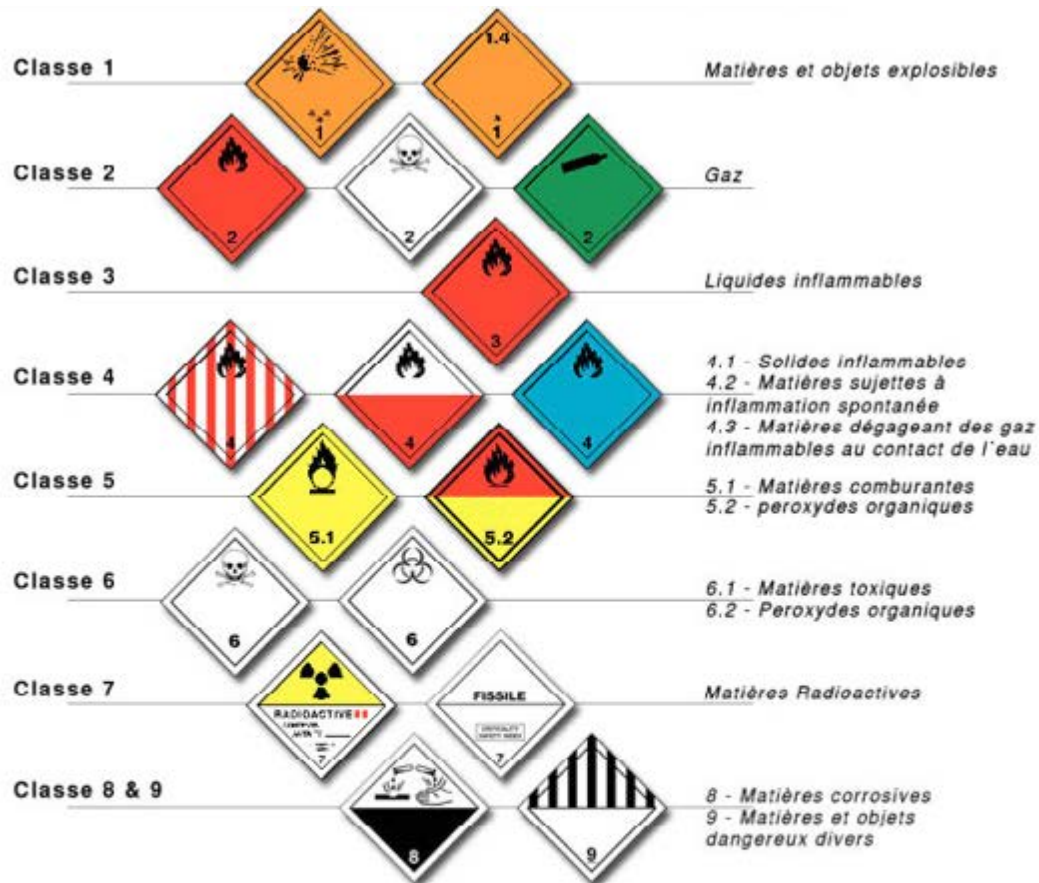 Classe 1
1
1.4
1
Matières et objets explosibles
Classe 2
2
2
2
Gaz
Classe 3
3
Liquides inflammables
Classe 4
4
4
4
4.1 - Solides inflammables
4.2 - Matières sujettes à
inflammation spontanée
4.3 - Matières dégageant des gaz
inflammables au contact de l'eau
Classe 5
5.1
5.2
5.1 - Matières comburantes
5.2 - peroxydes organiques
Classe 6
6
6
6.1 - Matières toxiques
6.2 - Peroxydes organiques
Classe 7
RADIOACTIVE
7
FISSILE
CRITICALITY
SAFETY INDEX
7
Matières Radioactives
Classe 8 & 9
8
9
8 - Matières corrosives
9 - Matières et objets
dangereux divers